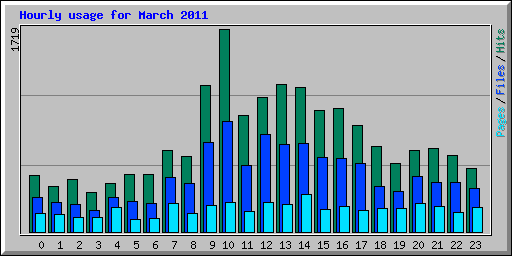 Hourly usage for March 2011
1719
Pages/Files/Hits
0 1 2 3 4 5 6 7 8 9 10 11 12 13 14 15 16 17 18 19 20 21 22 23